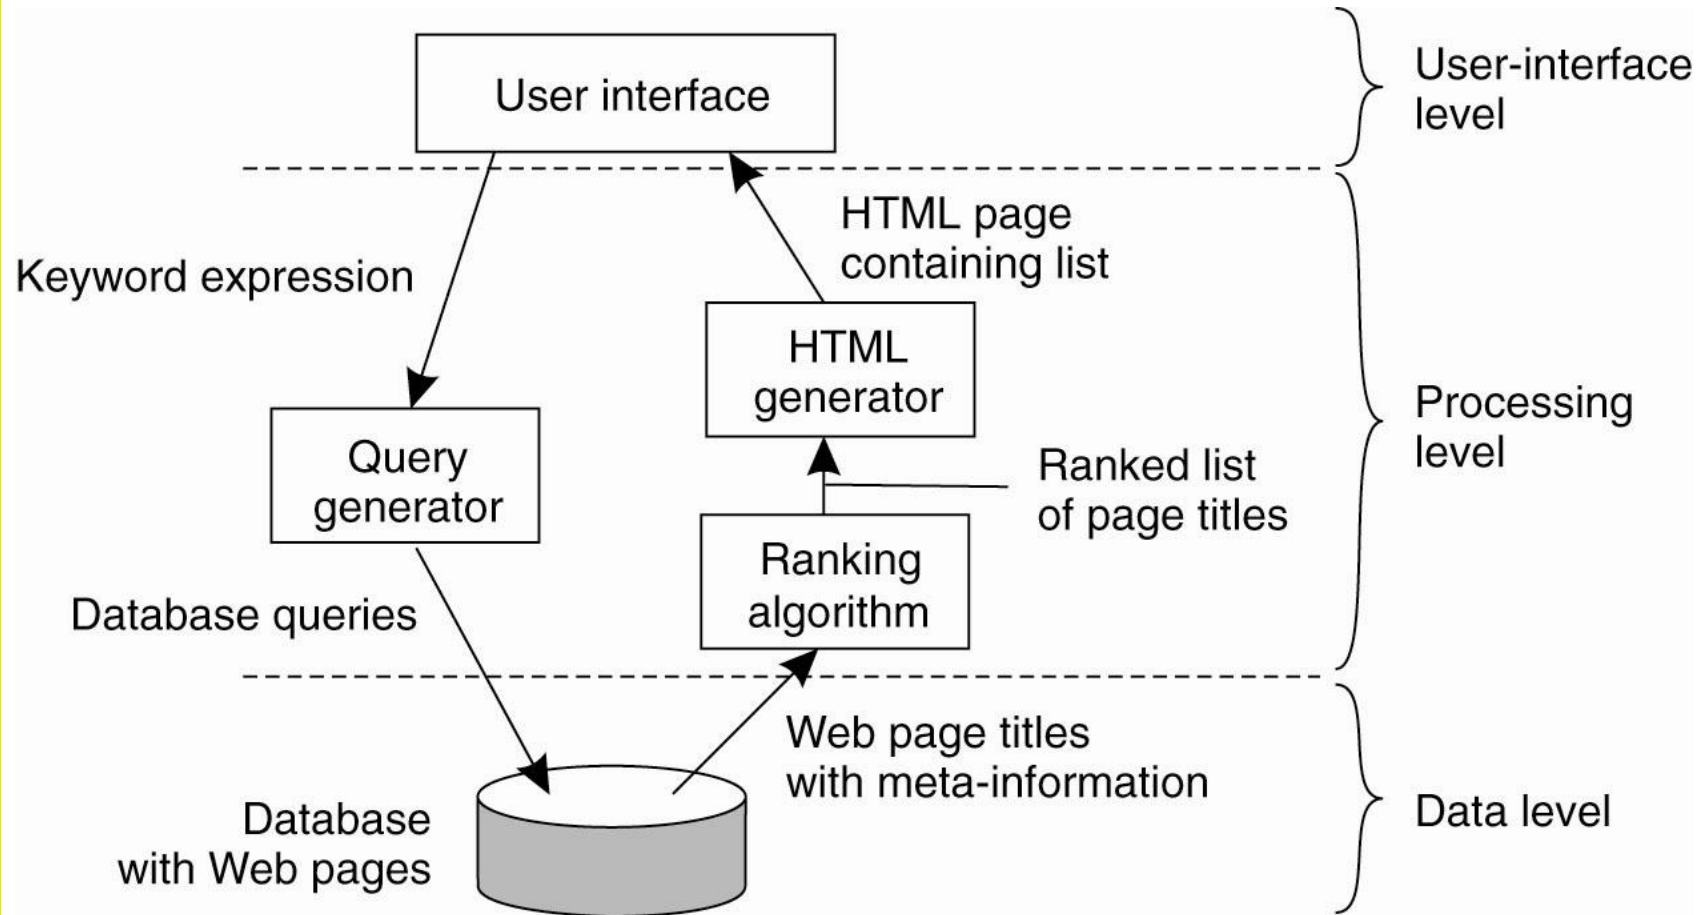 User interface
User-interface
level
Keyword expression
HTML page
containing list
HTML
generator
Query
generator
Ranked list
of page titles
Processing
level
Ranking
algorithm
Database queries
Web page titles
with meta-information
Database
with Web pages
Data level